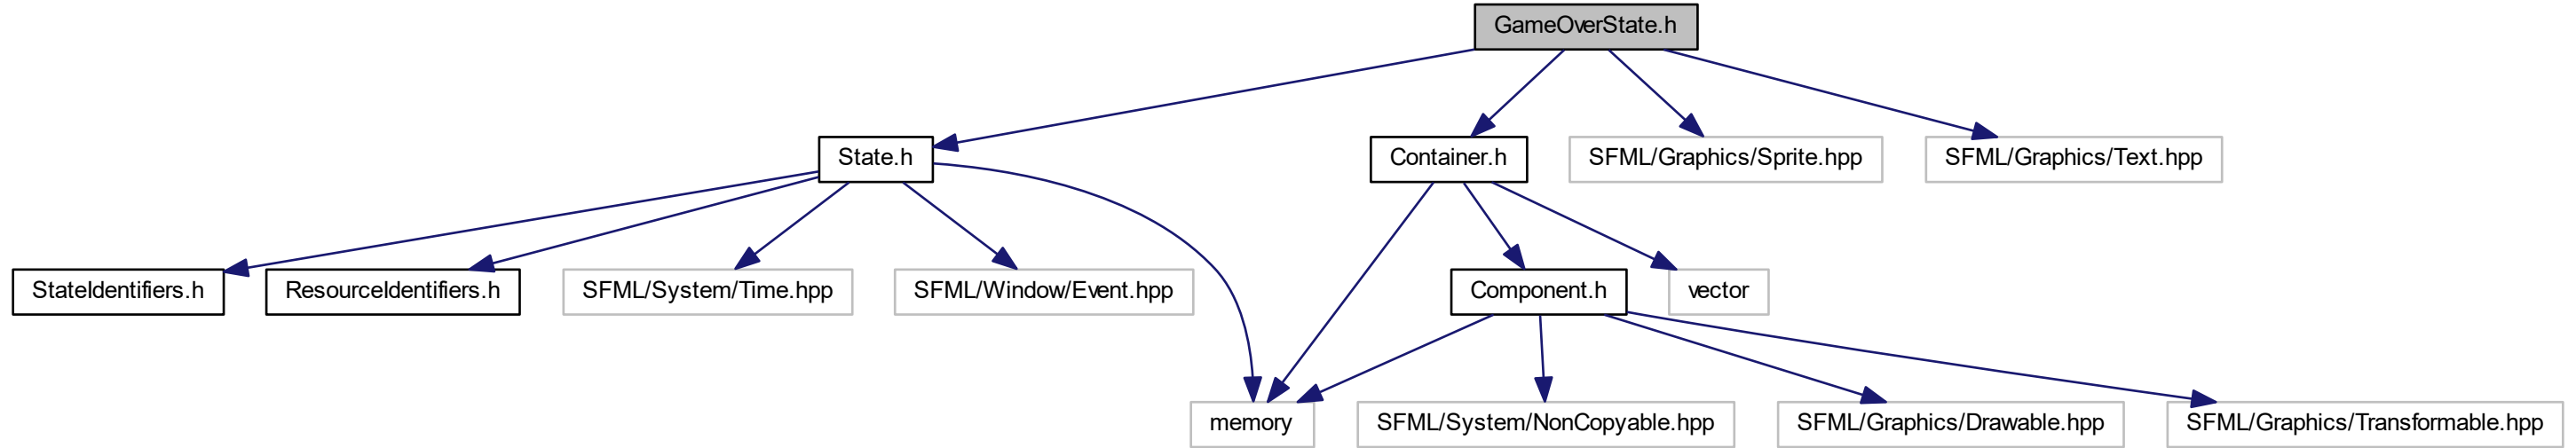 GameOverState.h
State.h
Container.h
SFML/Graphics/Sprite.hpp
SFML/Graphics/Text.hpp
StateIdentifiers.h
ResourceIdentifiers.h
SFML/System/Time.hpp
SFML/Window/Event.hpp
Component.h
vector
memory
SFML/System/NonCopyable.hpp
SFML/Graphics/Drawable.hpp
SFML/Graphics/Transformable.hpp